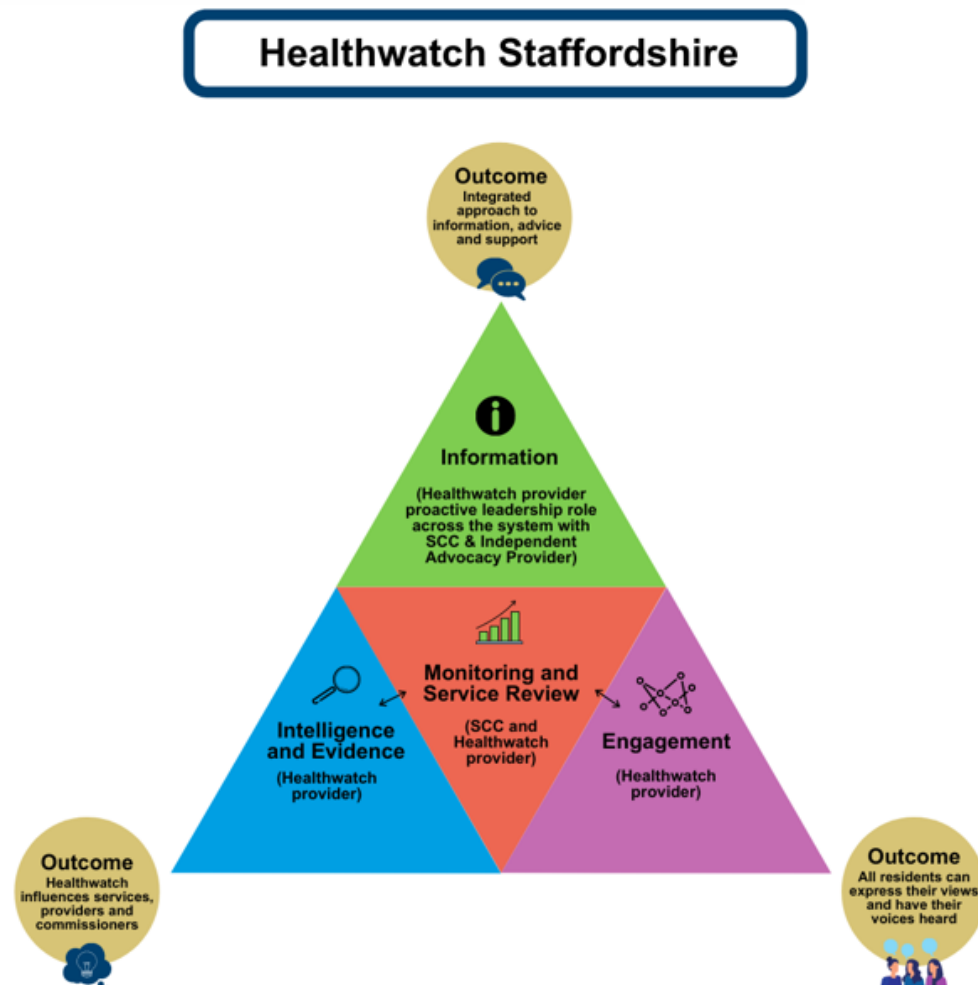 Healthwatch Staffordshire
Outcome
Integrated
approach to
information, advice
and support
Information
(Healthwatch provider
proactive leadership role
across the system with
SCC & Independent
Advocacy Provider)
Monitoring and
Service Review
(SCC and
Healthwatch
provider)
Intelligence
and Evidence
(Healthwatch
provider)
Engagement
(Healthwatch
provider)
Outcome
Healthwatch
influences services,
providers and
commissioners
Outcome
All residents can
express their views
and have their
voices heard